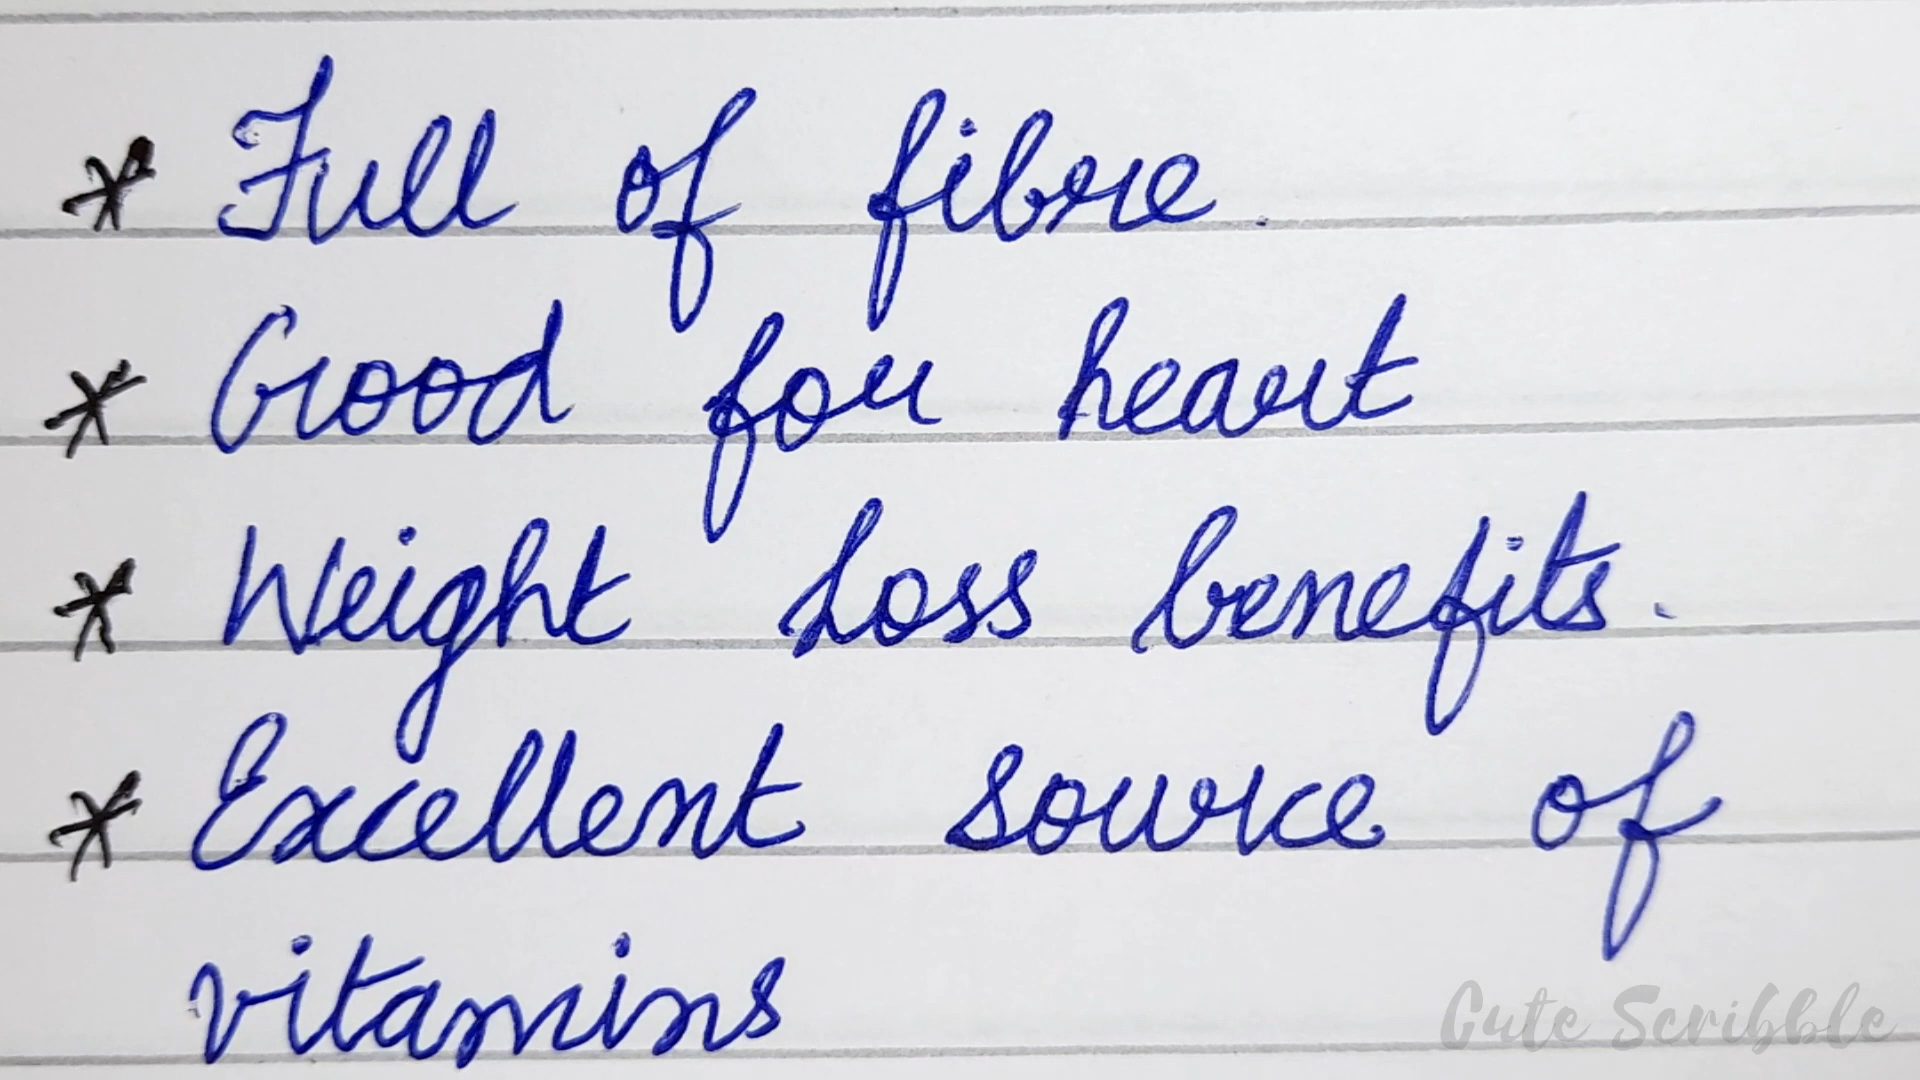 * Full of fibre.
* Good for heart
* Weight loss benefits.
* Excellent source of
vitamins
Cute Scribble